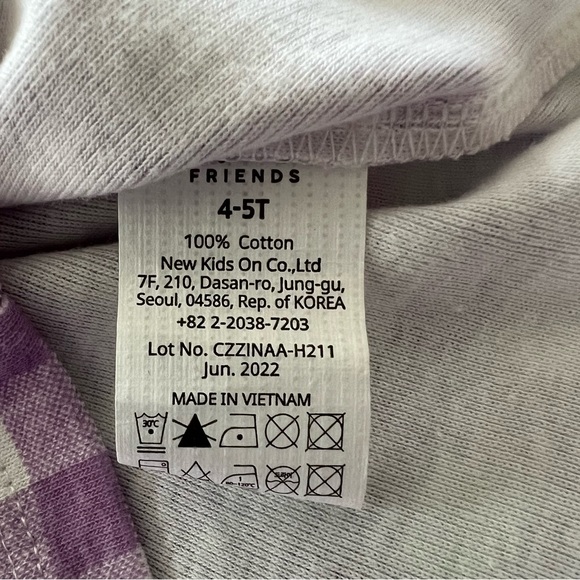 FRIENDS
4-5T
100% Cotton
New Kids On Co.,Ltd
7F, 210, Dasan-ro, Jung-gu,
Seoul, 04586, Rep. of KOREA
+82 2-2038-7203
Lot No. CZZINAA-H211
Jun. 2022
MADE IN VIETNAM
30℃